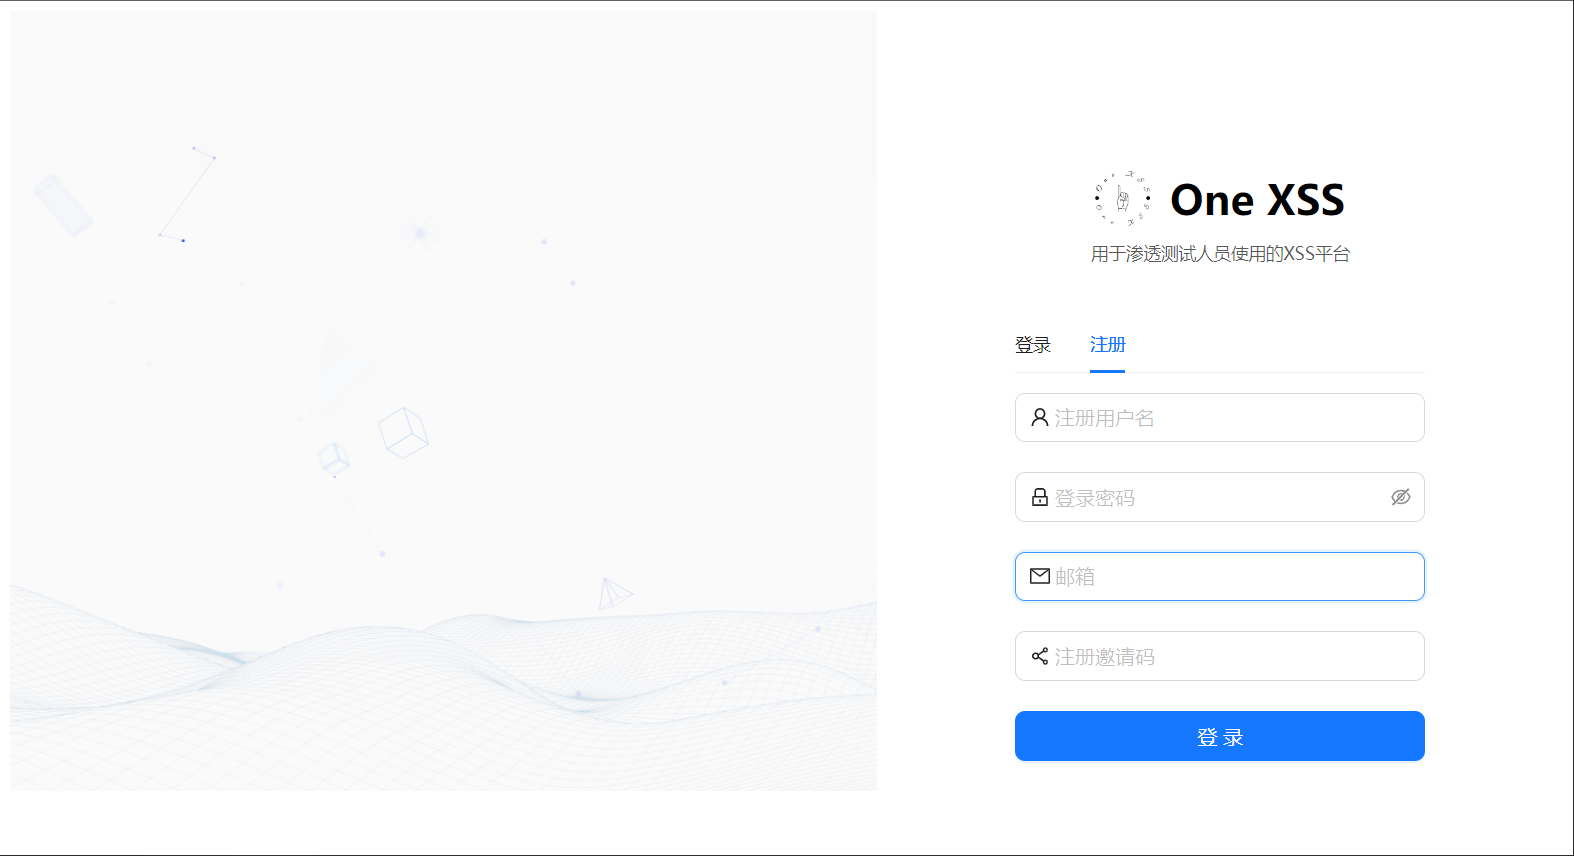 One XSS
用于渗透测试人员使用的XSS平台
登录 注册
注册用户名
登录密码
邮箱
注册邀请码
登 录